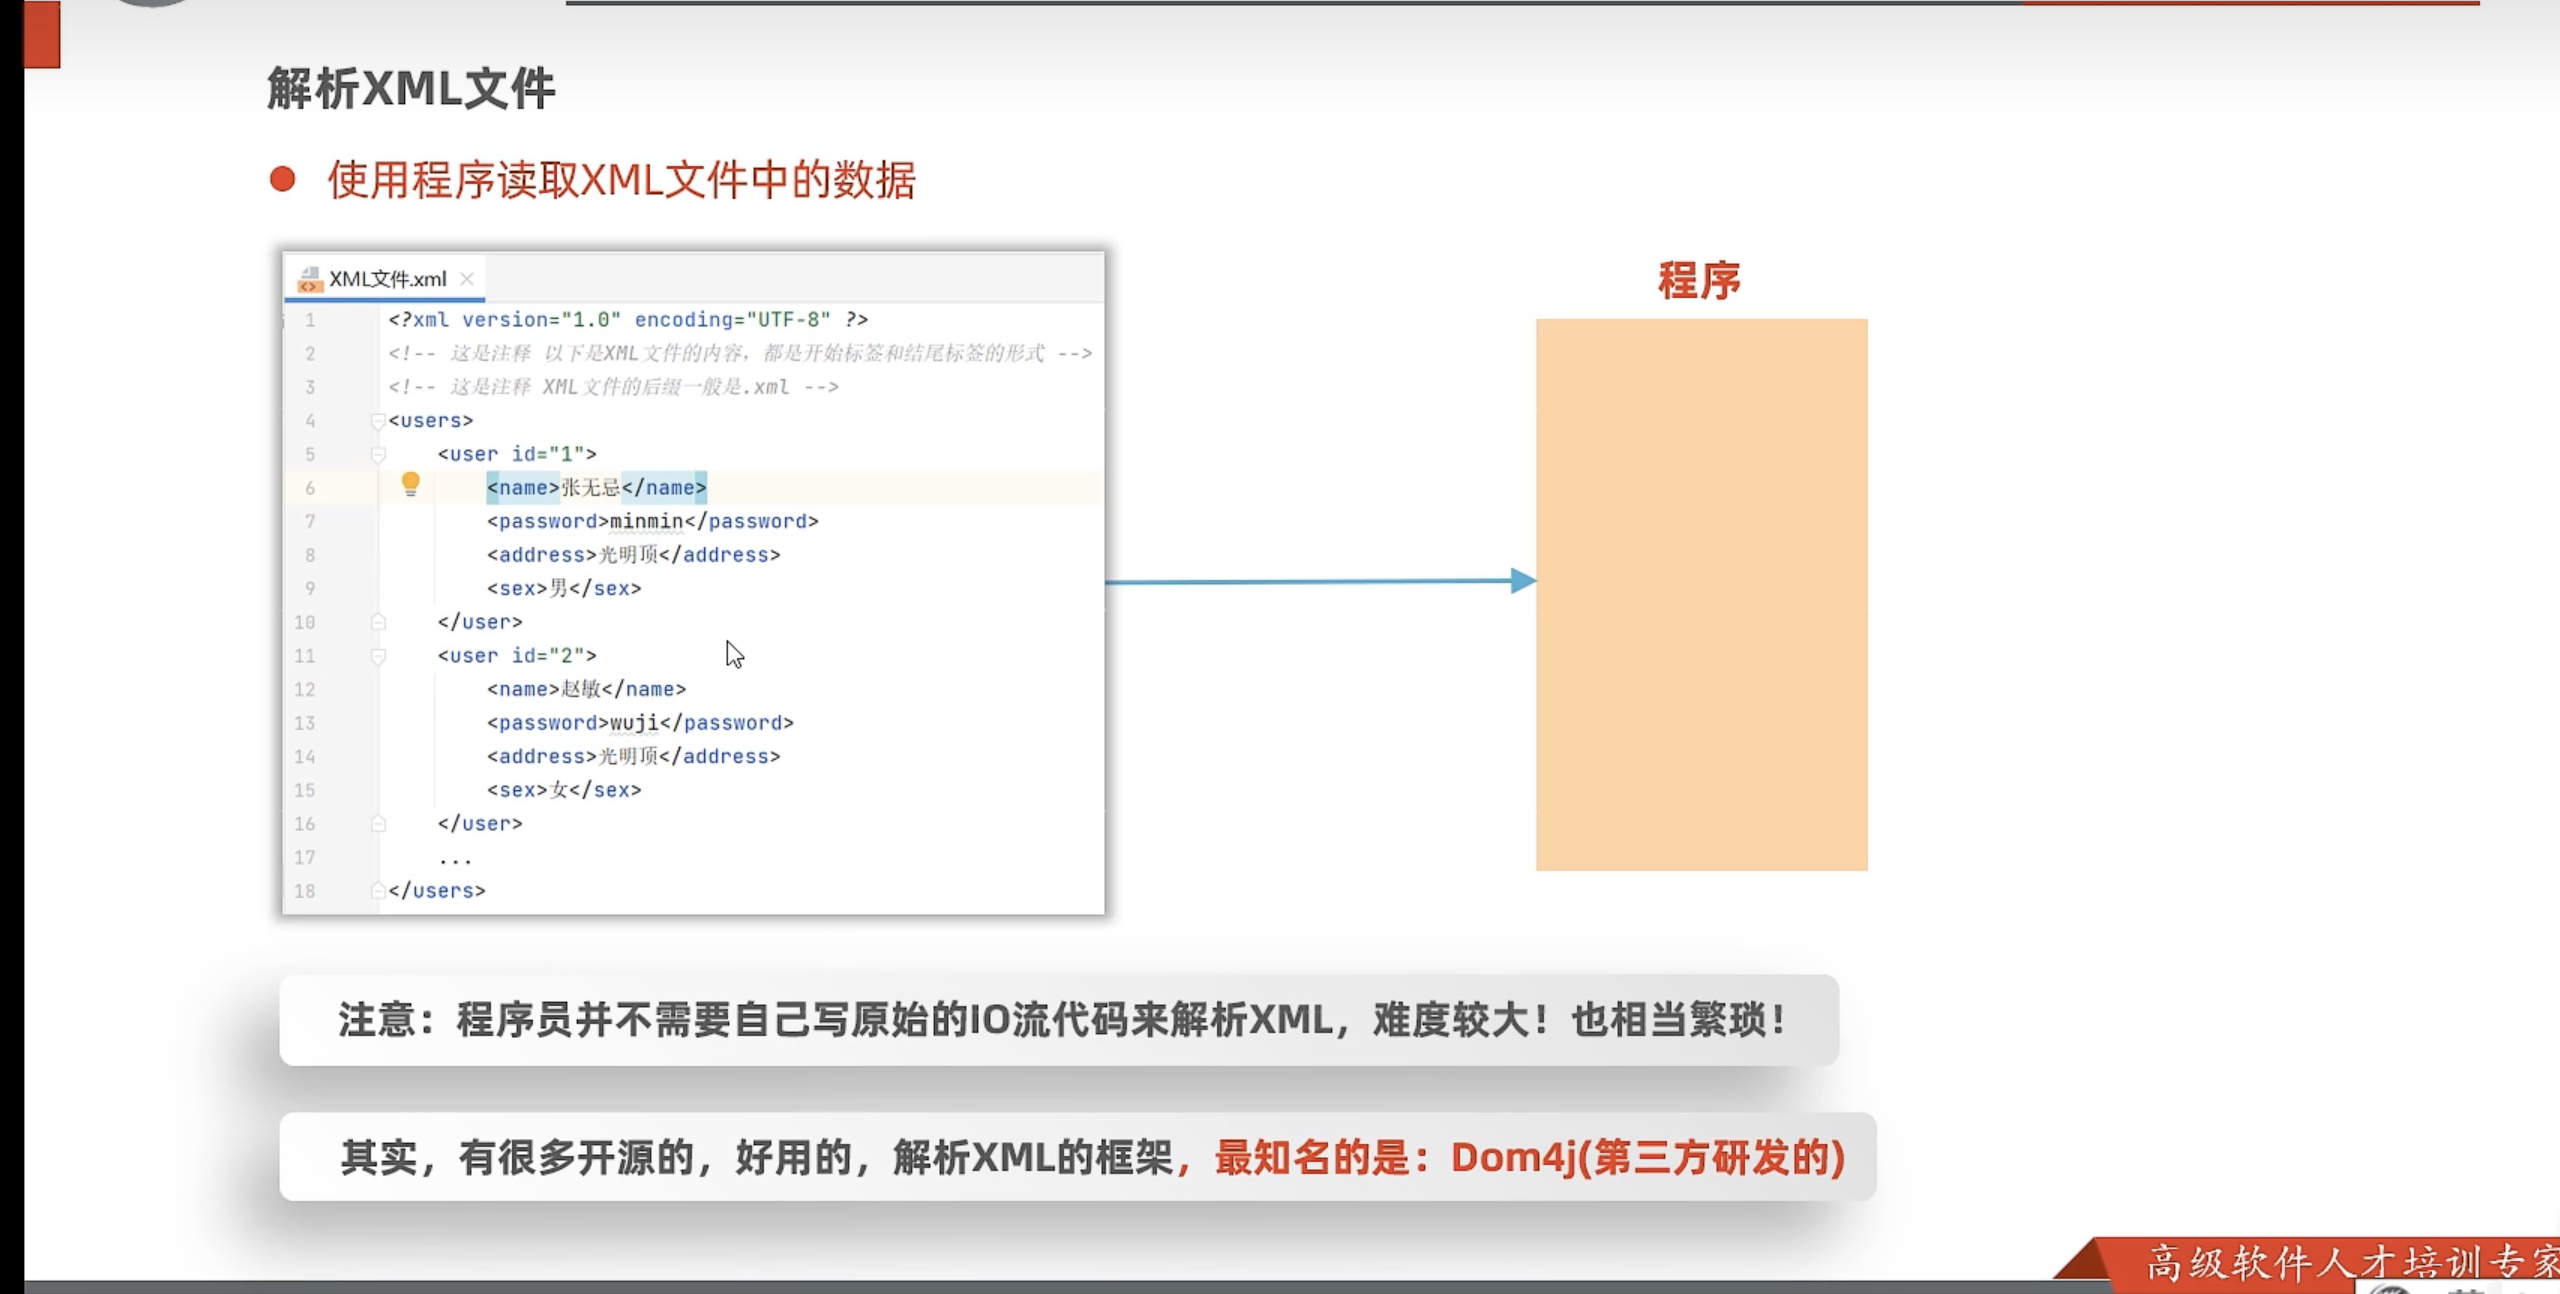 解析XML文件
使用程序读取XML文件中的数据
XML文件.xml
程序
1 <?xml version="1.0" encoding="UTF-8" ?>
2 <!-- 这是注释 以下是XML文件的内容，都是开始标签和结尾标签的形式 -->
3 <!-- 这是注释 XML文件的后缀一般是.xml -->
4 <users>
5 <user id="1">
6 <name>张无忌</name>
7 <password>minmin</password>
8 <address>光明顶</address>
9 <sex>男</sex>
10 </user>
11 <user id="2">
12 <name>赵敏</name>
13 <password>wuji</password>
14 <address>光明顶</address>
15 <sex>女</sex>
16 </user>
17 ...
18 </users>
注意：程序员并不需要自己写原始的IO流代码来解析XML，难度较大！也相当繁琐！
其实，有很多开源的，好用的，解析XML的框架，最知名的是：Dom4j(第三方研发的)
高级软件人才培训专家